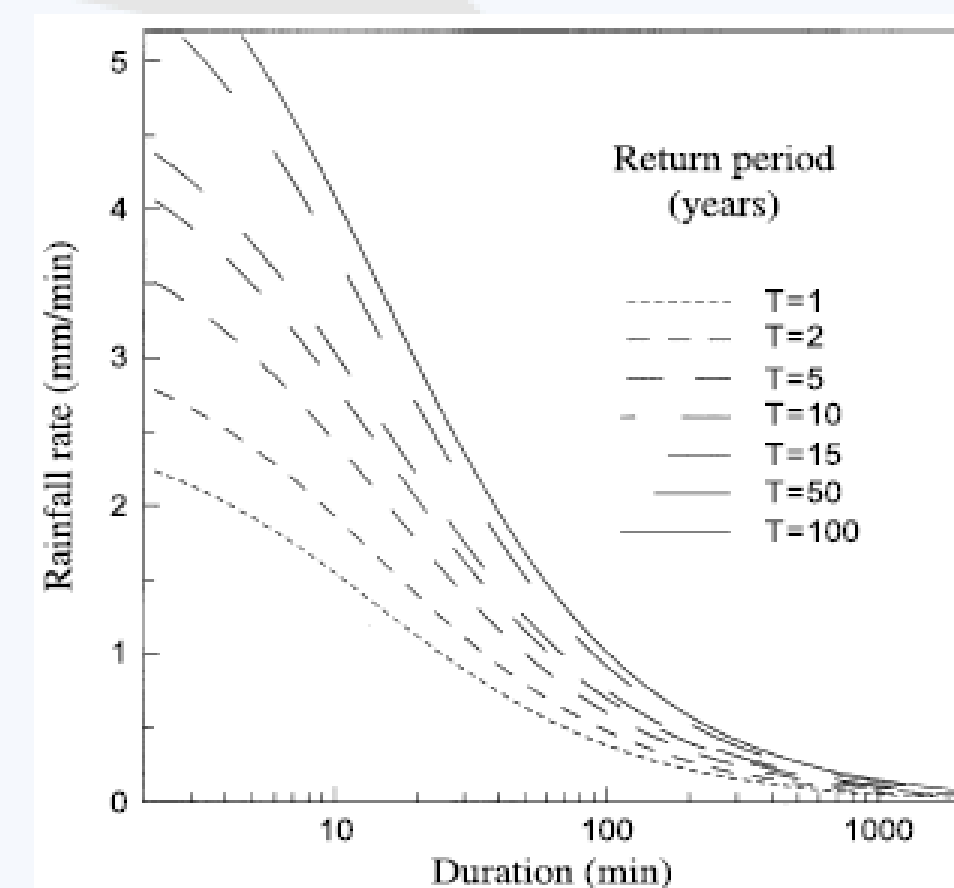 5
4
3
2
1
0
Rainfall rate (mm/min)
Return period
(years)
T=1
T=2
T=5
T=10
T=15
T=50
T=100
10
100
1000
Duration (min)